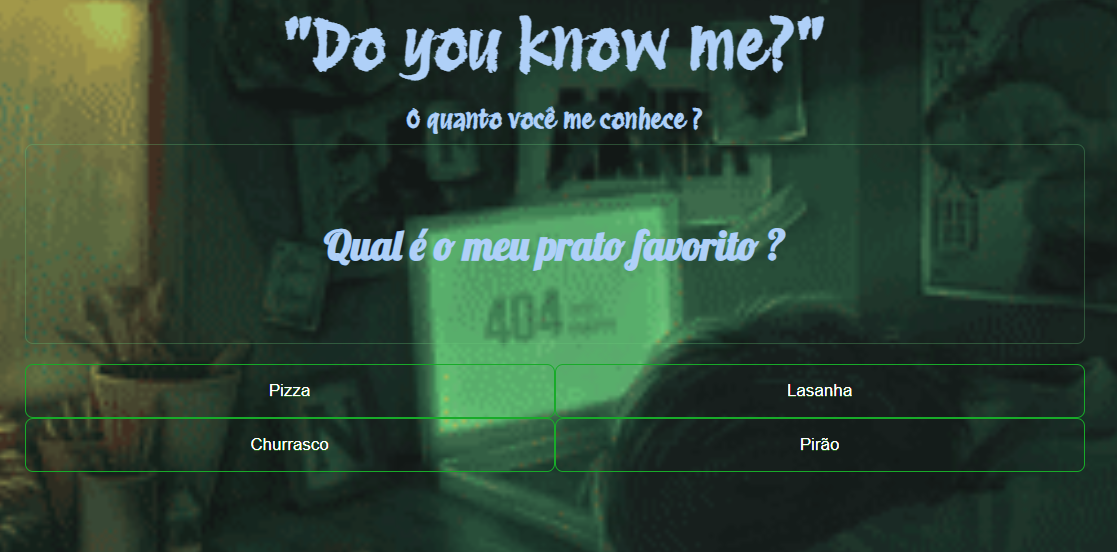 "Do you know me?"
O quanto você me conhece ?
Qual é o meu prato favorito ?
404
Pizza
Lasanha
Churrasco
Pirão